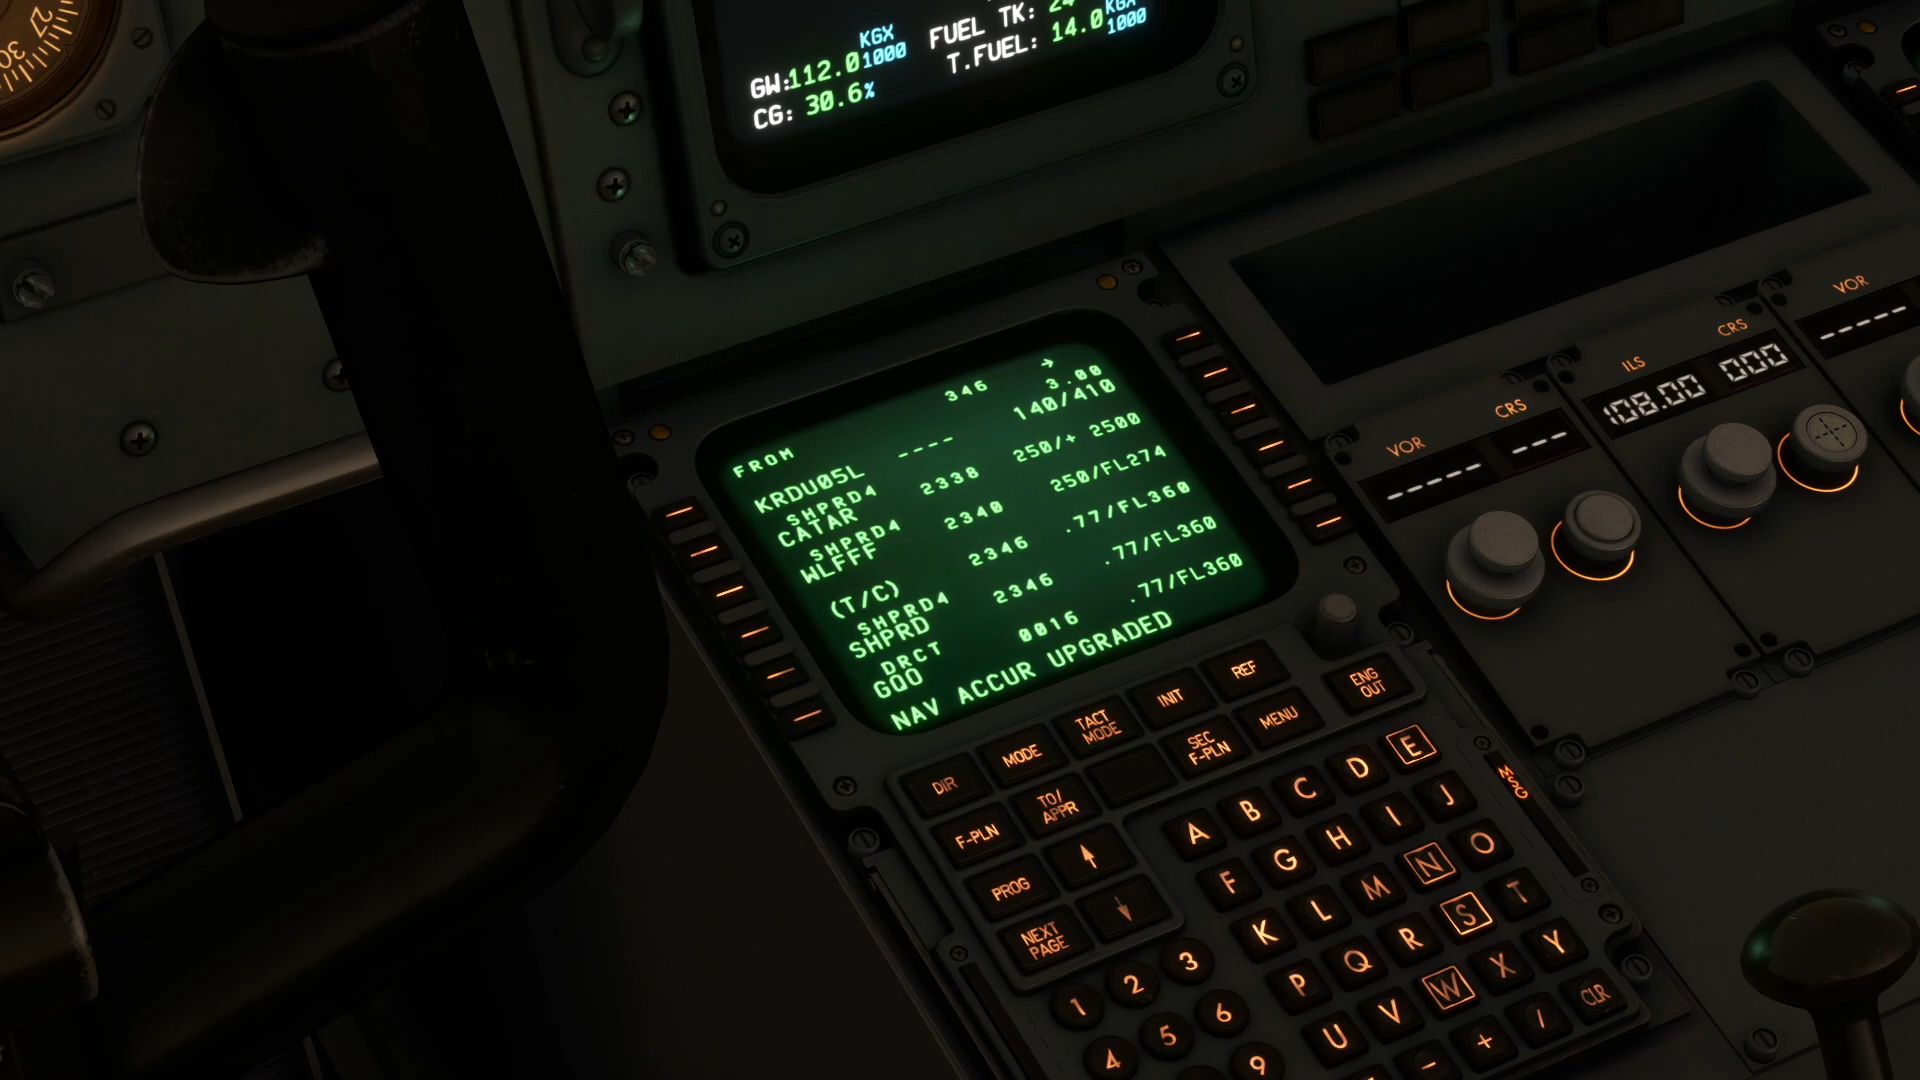 27
30
KGX
GW:112.0 1000
CG: 30.6%
FUEL TK:
KGX
T.FUEL: 14.0 1000
346 →
FROM 3.00
KRDU05L ---- 140/410
SHPRD4
CATAR 2338 250/+ 2500
SHPRD4
WLFFF 2340 250/FL274
(T/C) 2346 .77/FL360
SHPRD4
SHPRD 2346 .77/FL360
DRCT
GQO 0016 .77/FL360
NAV ACCUR UPGRADED
VOR CRS
----- ---
ILS CRS
108.00 000
VOR
-----
DIR MODE TACT MODE INIT REF ENG OUT
F-PLN TO/APPR SEC F-PLN MENU
PROG ↑
NEXT PAGE ↓
MSG
A B C D E
F G H I J
K L M N O
P Q R S T
U V W X Y
- + / CLR
1 2 3
4 5 6
9